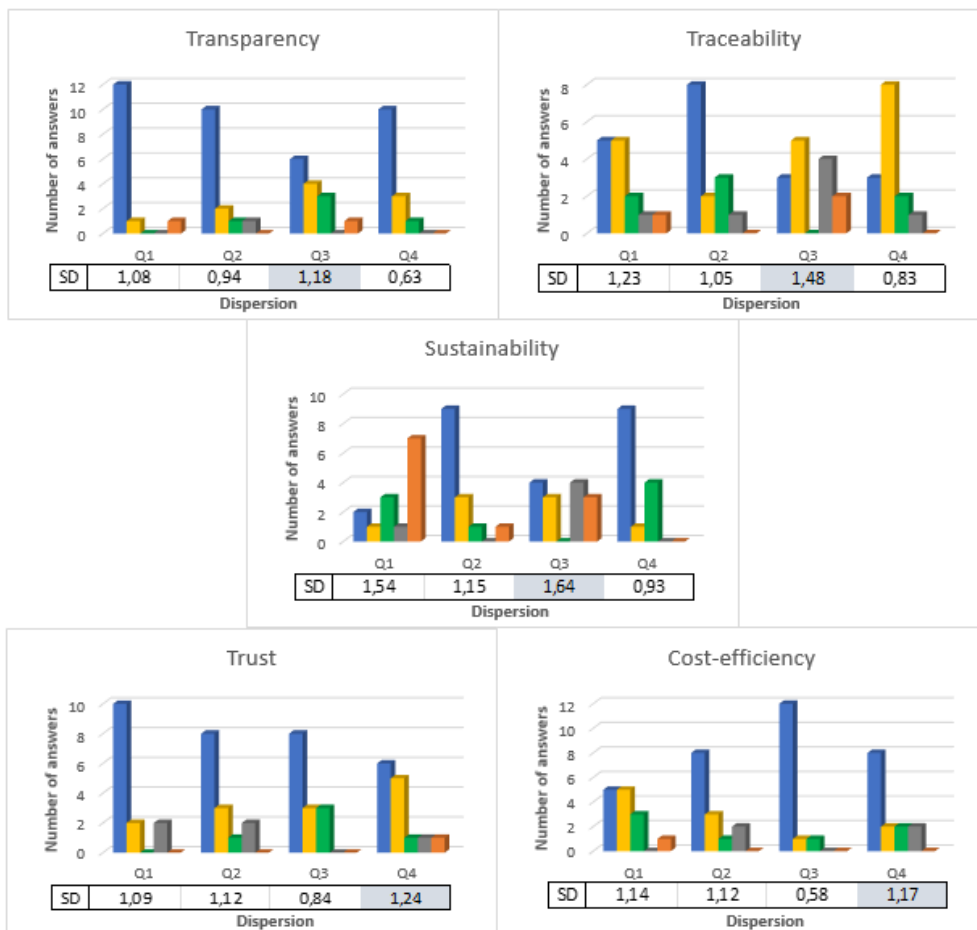 Transparency
Number of answers
12
10
8
6
4
2
0
Q1 Q2 Q3 Q4
SD 1,08 0,94 1,18 0,63
Dispersion
Traceability
Number of answers
8
6
4
2
0
Q1 Q2 Q3 Q4
SD 1,23 1,05 1,48 0,83
Dispersion
Sustainability
Number of answers
10
8
6
4
2
0
Q1 Q2 Q3 Q4
SD 1,54 1,15 1,64 0,93
Dispersion
Trust
Number of answers
10
8
6
4
2
0
Q1 Q2 Q3 Q4
SD 1,09 1,12 0,84 1,24
Dispersion
Cost-efficiency
Number of answers
12
10
8
6
4
2
0
Q1 Q2 Q3 Q4
SD 1,14 1,12 0,58 1,17
Dispersion